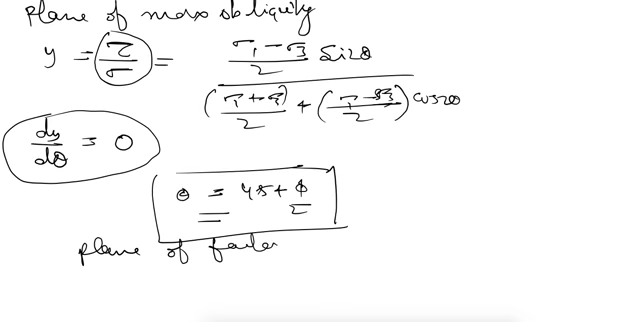 Plane of max obliquity
y = τ/σ = (σ1 − σ3)/2 sin2θ / ((σ1 + σ3)/2 + (σ1 − σ3)/2) cos2θ
dy/dθ = 0
θ = 45 + φ/2
plane of failer